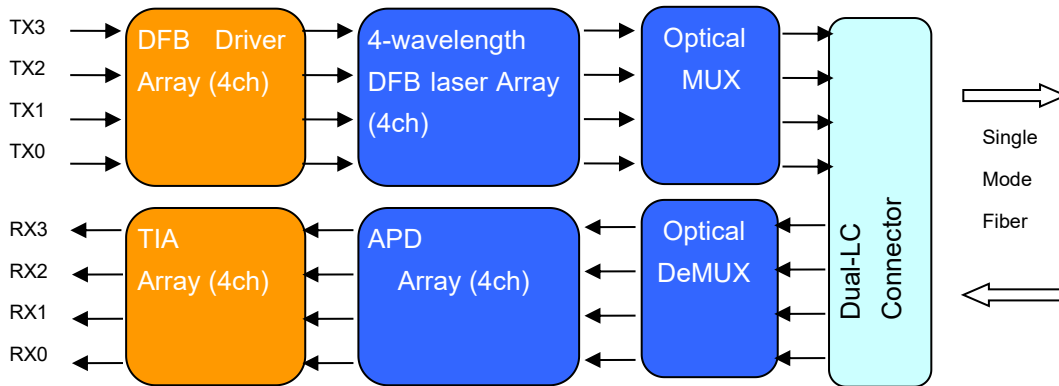 TX3
TX2
TX1
TX0
DFB Driver
Array (4ch)
4-wavelength
DFB laser Array
(4ch)
Optical
MUX
RX3
RX2
RX1
RX0
TIA
Array (4ch)
APD
Array (4ch)
Optical
DeMUX
Dual-LC
Connector
Single
Mode
Fiber